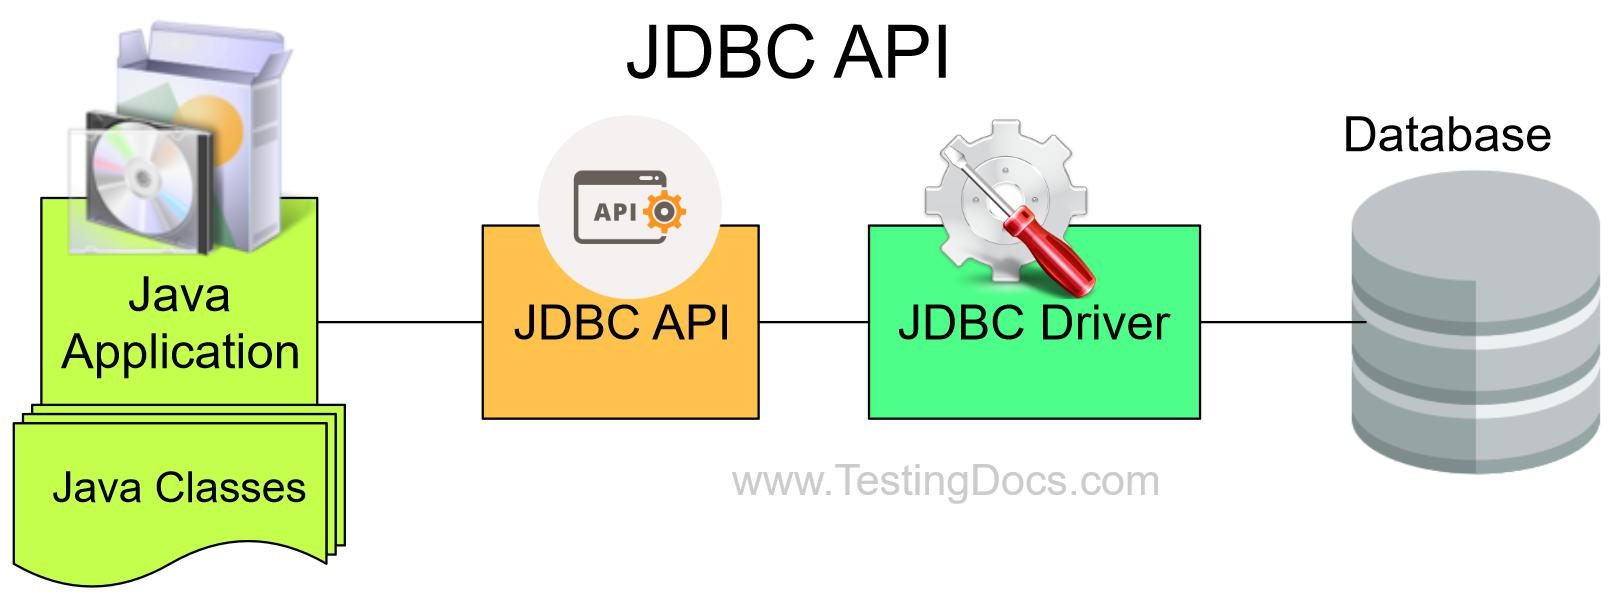 JDBC API
Database
API
Java
Application
JDBC API
JDBC Driver
Java Classes
www.TestingDocs.com